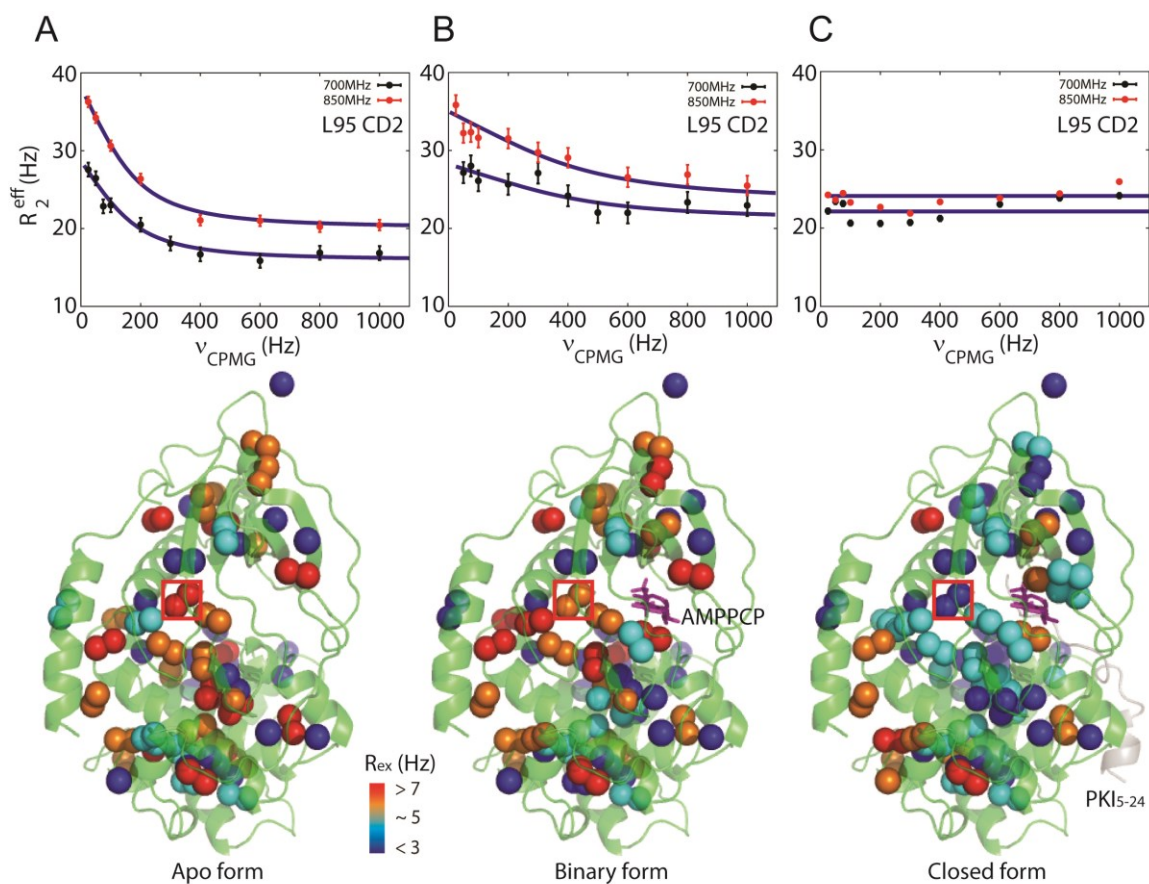 A
B
C
40
30
20
10
R2eff (Hz)
0 200 400 600 800 1000
νCPMG (Hz)
700MHz
850MHz
L95 CD2
40
30
20
10
0 200 400 600 800 1000
νCPMG (Hz)
700MHz
850MHz
L95 CD2
40
30
20
10
0 200 400 600 800 1000
νCPMG (Hz)
700MHz
850MHz
L95 CD2
AMPPCP
PKI5-24
Rex (Hz)
> 7
~ 5
< 3
Apo form
Binary form
Closed form